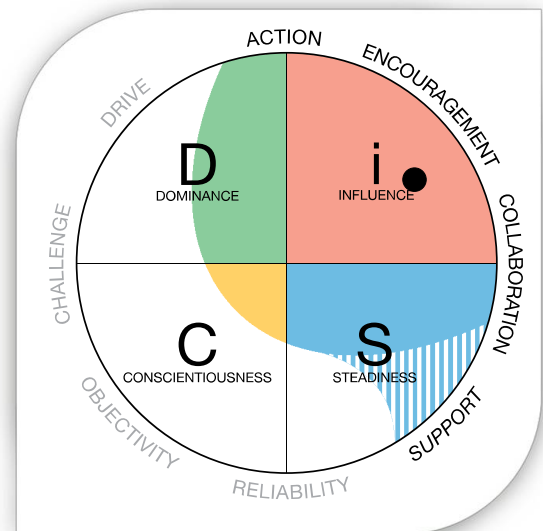 ACTION
ENCOURAGEMENT
DRIVE
D
DOMINANCE
i
INFLUENCE
COLLABORATION
CHALLENGE
C
CONSCIENTIOUSNESS
S
STEADINESS
SUPPORT
OBJECTIVITY
RELIABILITY